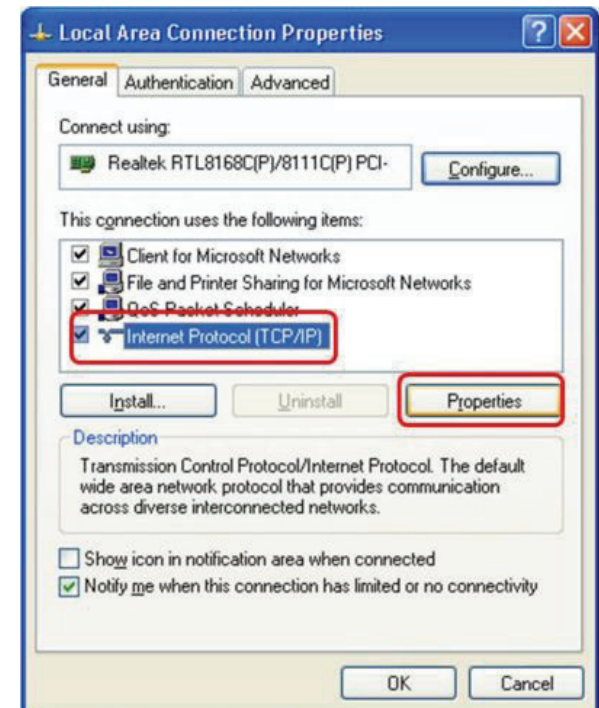 Local Area Connection Properties
General Authentication Advanced
Connect using:
Realtek RTL8168C(P)/8111C(P) PCI- Configure...
This connection uses the following items:
Client for Microsoft Networks
File and Printer Sharing for Microsoft Networks
QoS Packet Scheduler
Internet Protocol (TCP/IP)
Install... Uninstall Properties
Description
Transmission Control Protocol/Internet Protocol. The default
wide area network protocol that provides communication
across diverse interconnected networks.
Show icon in notification area when connected
Notify me when this connection has limited or no connectivity
OK Cancel